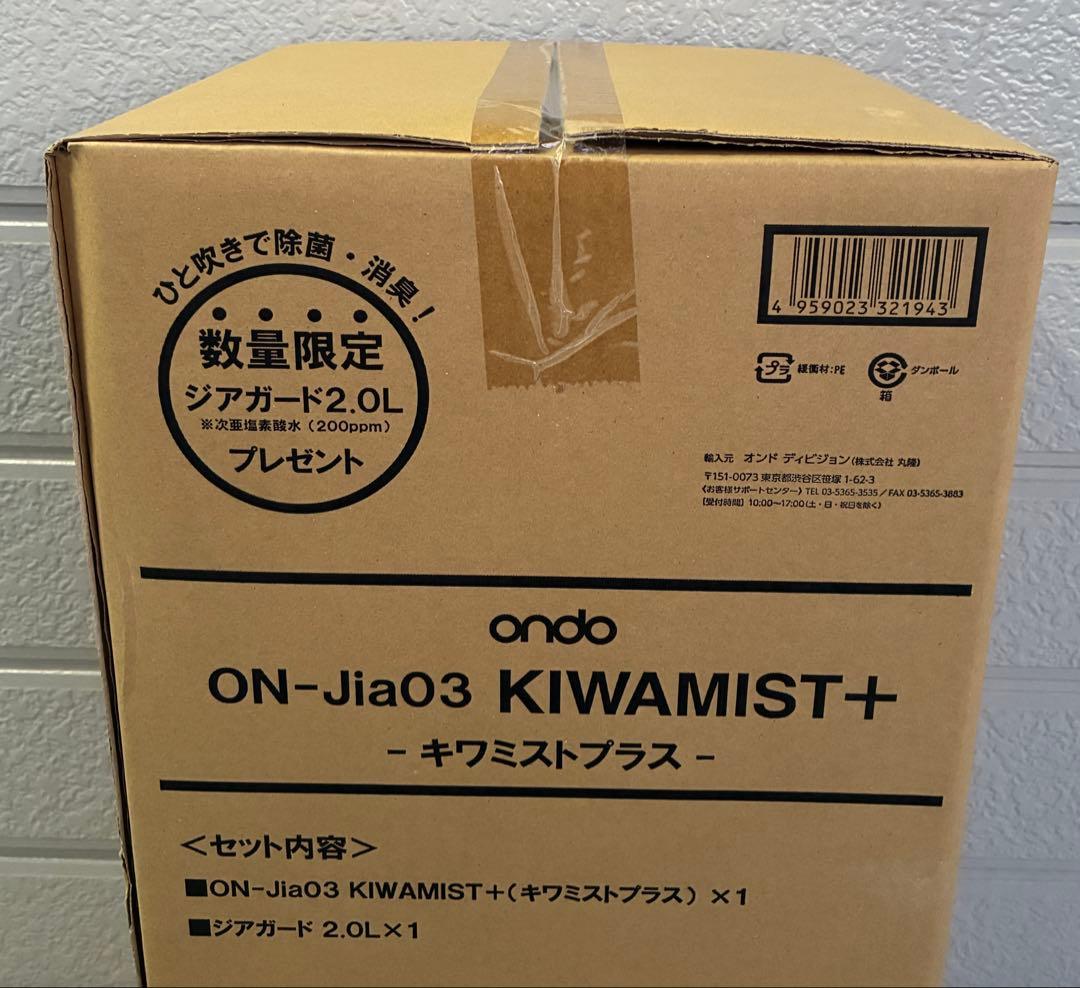 ひと吹きで除菌・消臭!
数量限定
ジアガード2.0L
※次亜塩素酸水（200ppm）
プレゼント
4 959023 321943
プラ 緩衝材:PE
ダンボール
箱
輸入元 オンド ディビジョン(株式会社 丸隆)
〒151-0073 東京都渋谷区笹塚 1-62-3
《お客様サポートセンター》 TEL 03-5365-3535 / FAX 03-5365-3883
[受付時間] 10:00〜17:00(土・日・祝日を除く)
ondo
ON-Jia03 KIWAMIST+
- キワミストプラス -
＜セット内容＞
■ON-Jia03 KIWAMIST+(キワミストプラス) ×1
■ジアガード 2.0L×1